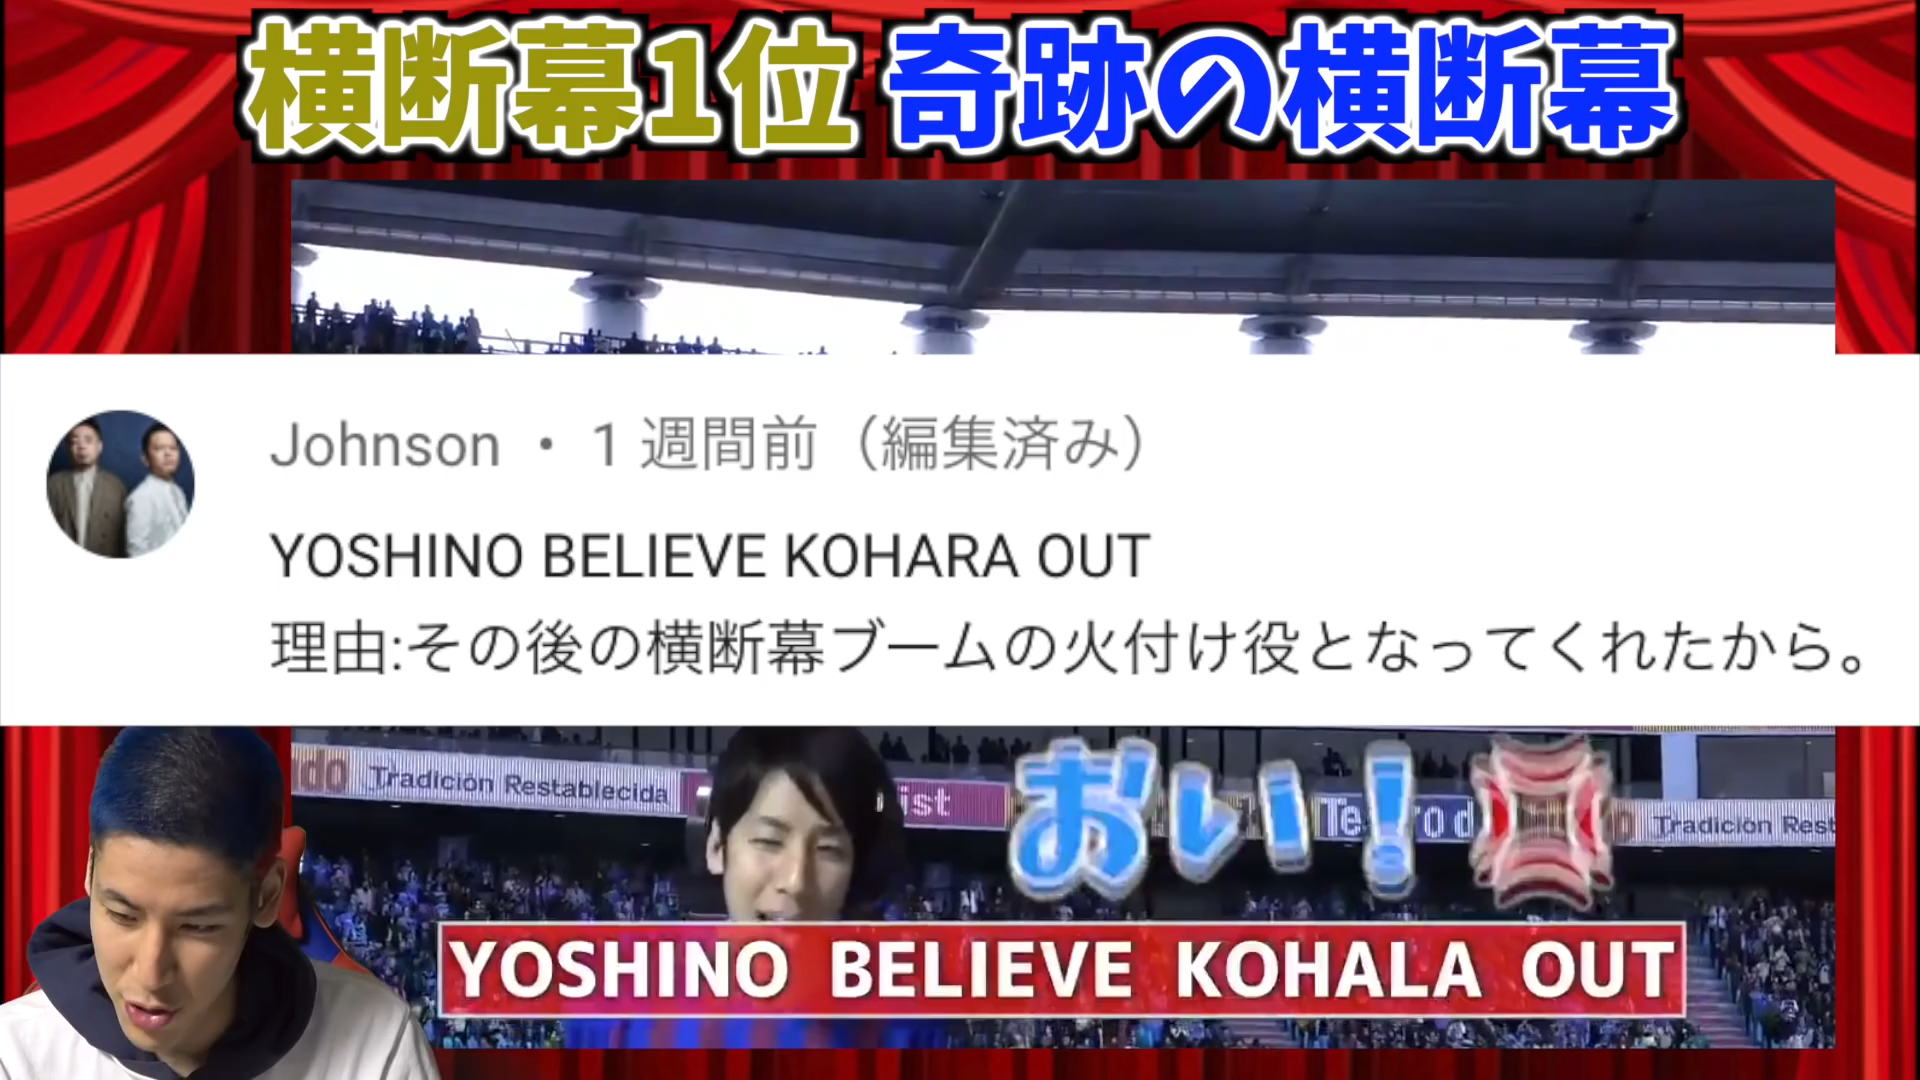 横断幕1位 奇跡の横断幕
Johnson ・ 1 週間前（編集済み）
YOSHINO BELIEVE KOHARA OUT
理由:その後の横断幕ブームの火付け役となってくれたから。
Tradición Restablecida
おい!
Tradición Rest
YOSHINO BELIEVE KOHALA OUT